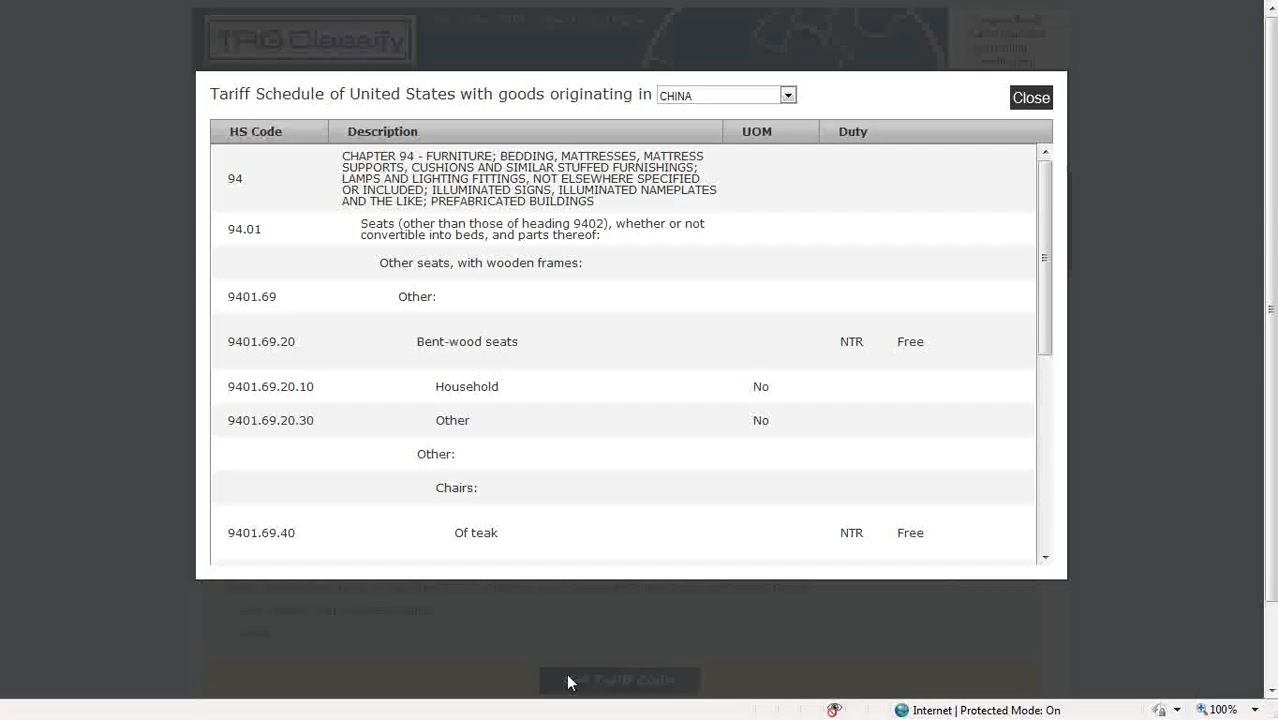 TRG Classify
Tariff Schedule of United States with goods originating in CHINA
Close
HS Code Description UOM Duty
94
CHAPTER 94 - FURNITURE; BEDDING, MATTRESSES, MATTRESS
SUPPORTS, CUSHIONS AND SIMILAR STUFFED FURNISHINGS;
LAMPS AND LIGHTING FITTINGS, NOT ELSEWHERE SPECIFIED
OR INCLUDED; ILLUMINATED SIGNS, ILLUMINATED NAMEPLATES
AND THE LIKE; PREFABRICATED BUILDINGS
94.01
Seats (other than those of heading 9402), whether or not
convertible into beds, and parts thereof:
Other seats, with wooden frames:
9401.69 Other:
9401.69.20 Bent-wood seats NTR Free
9401.69.20.10 Household No
9401.69.20.30 Other No
Other:
Chairs:
9401.69.40 Of teak NTR Free
Tariff Code
Internet | Protected Mode: On
100%